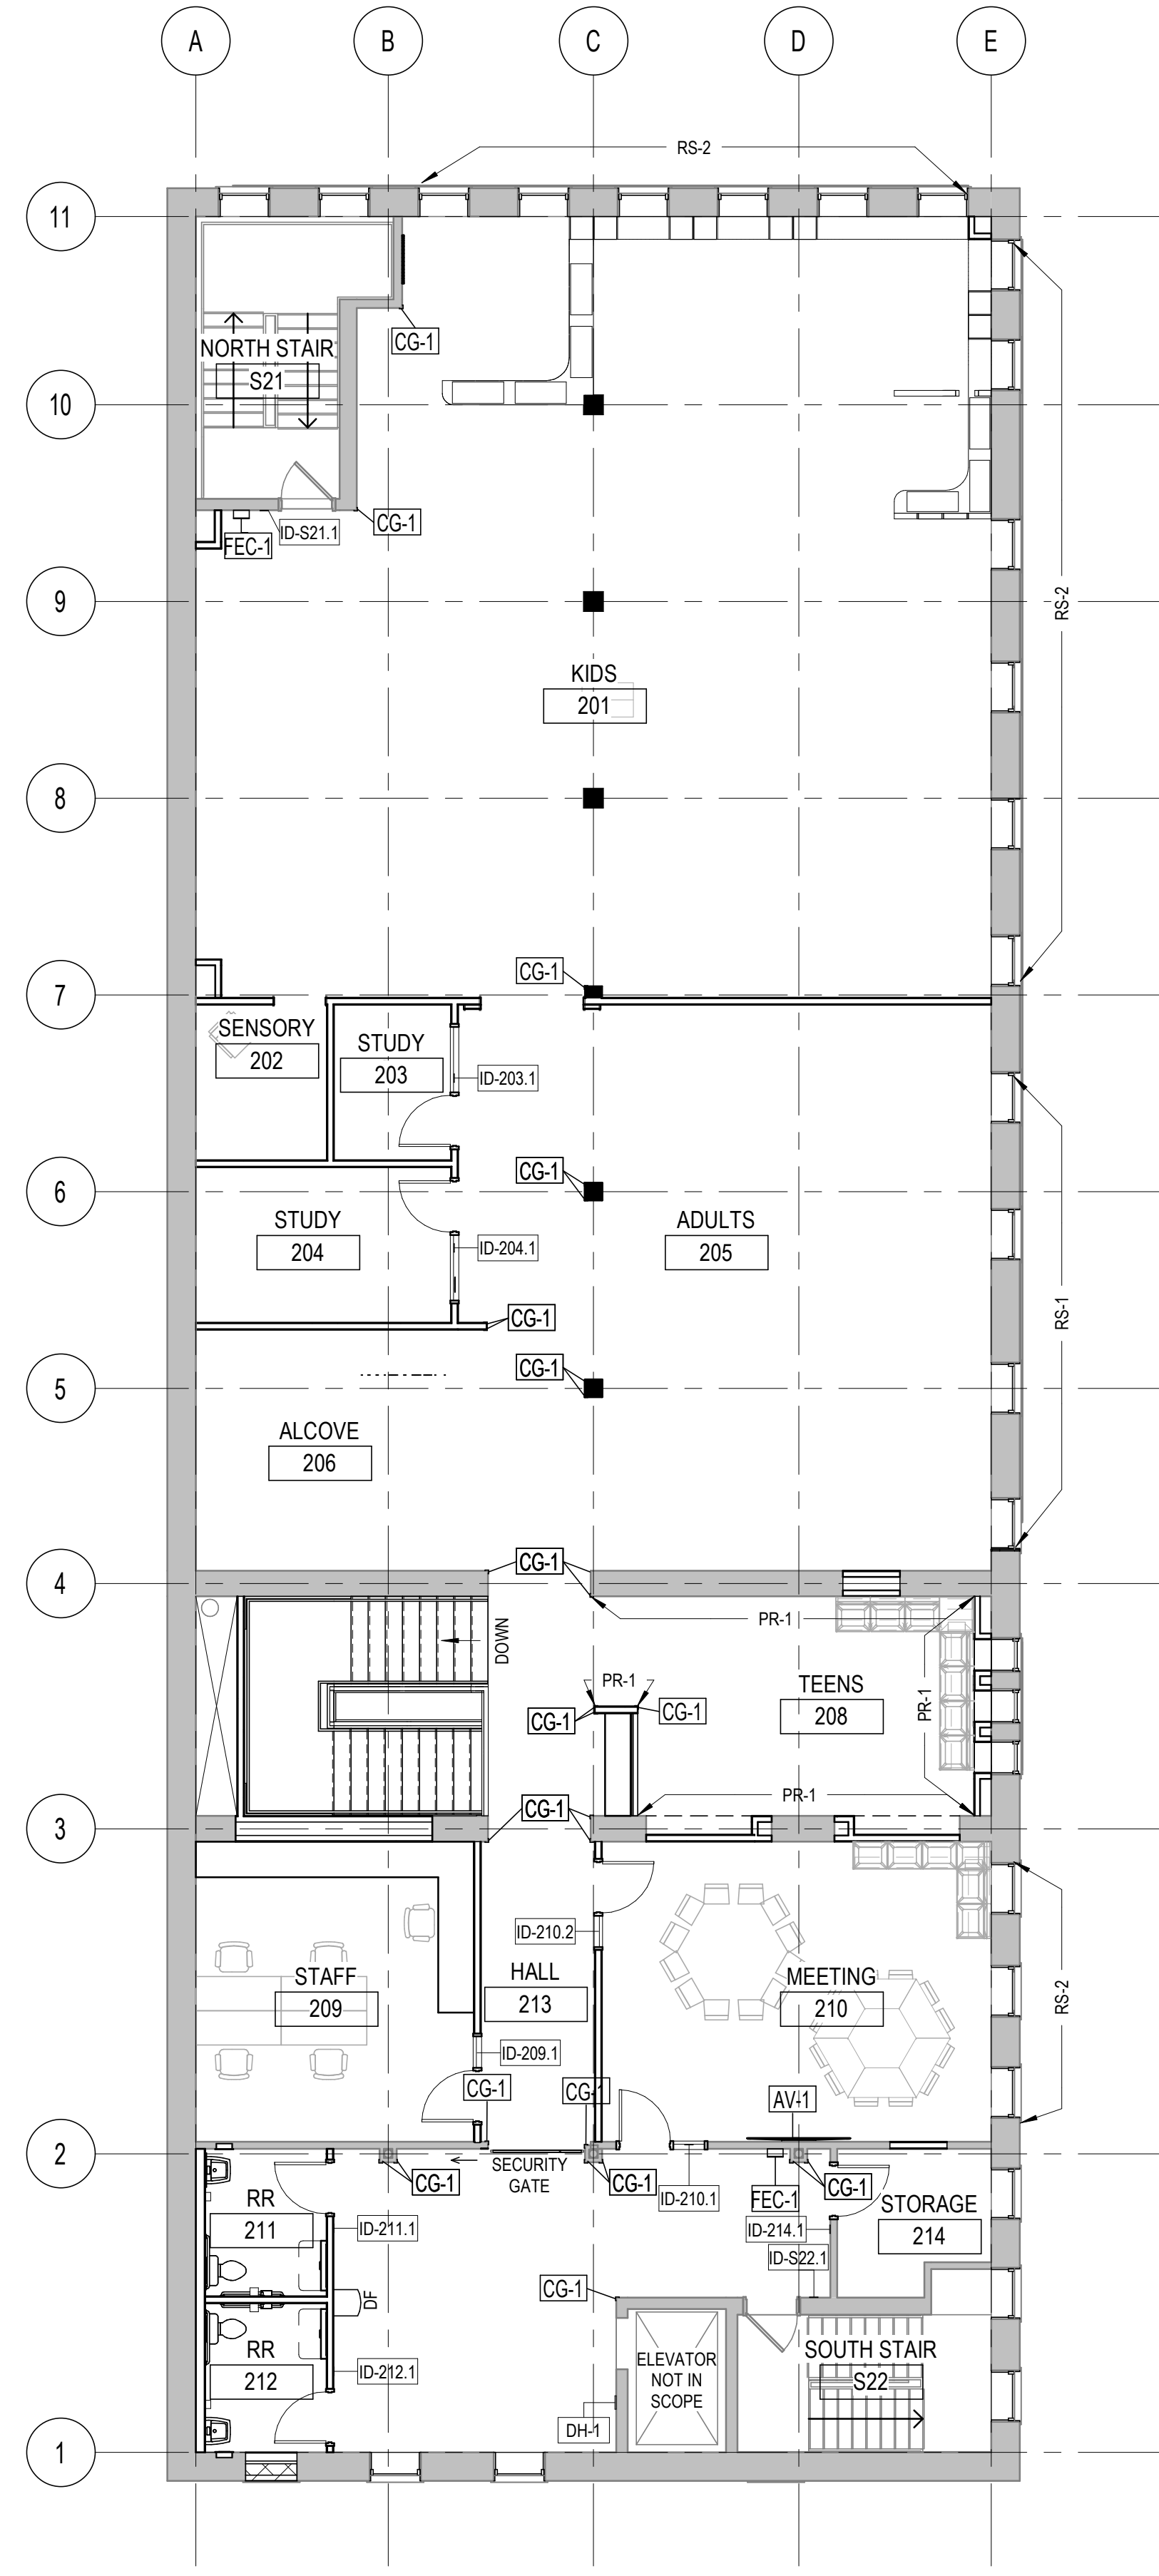 A
B
C
D
E
RS-2
11
NORTH STAIR
S21
CG-1
10
CG-1
ID-S21.1
FEC-1
9
RS-2
KIDS
201
8
CG-1
7
SENSORY
202
STUDY
203
ID-203.1
CG-1
6
STUDY
204
ADULTS
205
ID-204.1
RS-1
CG-1
CG-1
5
ALCOVE
206
CG-1
4
DOWN
PR-1
PR-1
TEENS
208
PR-1
CG-1
CG-1
PR-1
CG-1
3
ID-210.2
STAFF
209
HALL
213
MEETING
210
RS-2
ID-209.1
CG-1
CG-1
AV-1
2
SECURITY
GATE
CG-1
CG-1
ID-210.1
FEC-1
CG-1
RR
211
ID-211.1
ID-214.1
STORAGE
214
ID-S22.1
CG-1
DF
RR
212
ID-212.1
ELEVATOR
NOT IN
SCOPE
SOUTH STAIR
S22
DH-1
1